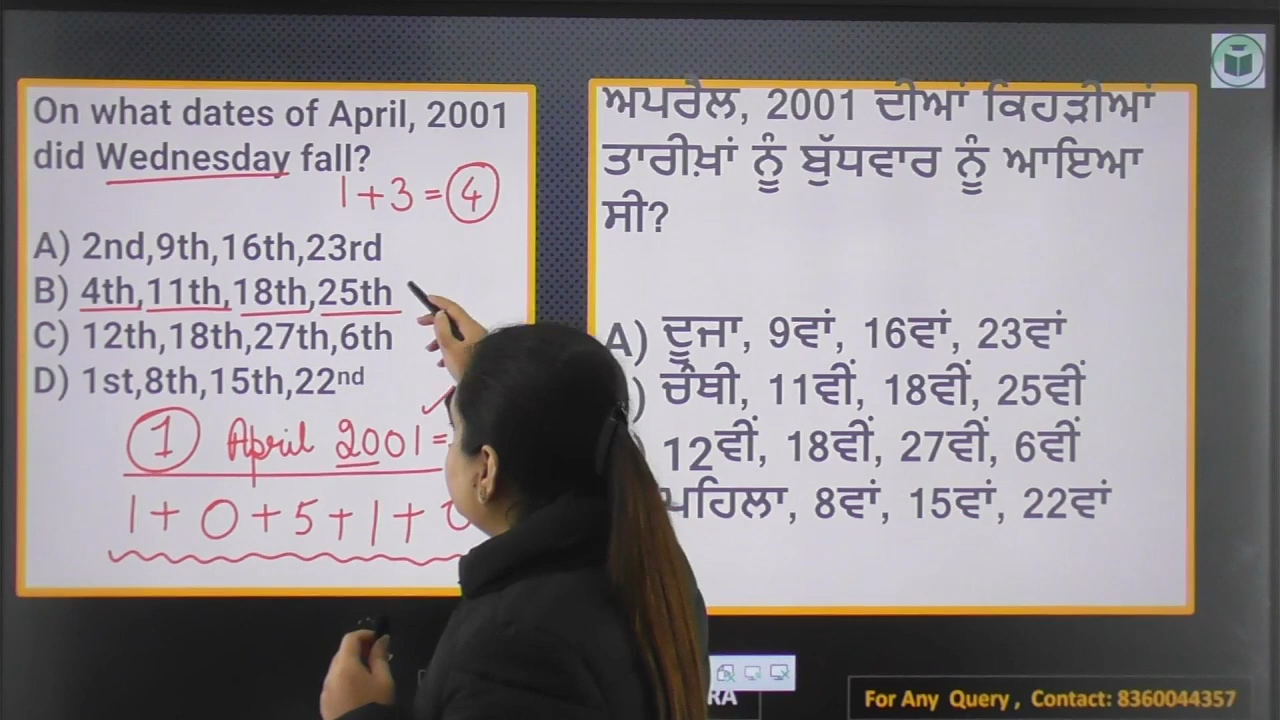 On what dates of April, 2001
did Wednesday fall?
1+3=4
A) 2nd,9th,16th,23rd
B) 4th,11th,18th,25th
C) 12th,18th,27th,6th
D) 1st,8th,15th,22nd
1 April 2001=
1+0+5+1+
ਅਪਰੇਲ, 2001 ਦੀਆਂ ਕਿਹੜੀਆਂ
ਤਾਰੀਖ਼ਾਂ ਨੂੰ ਬੁੱਧਵਾਰ ਨੂੰ ਆਇਆ
ਸੀ?
A) ਦੂਜਾ, 9ਵਾਂ, 16ਵਾਂ, 23ਵਾਂ
) ਚੌਥੀ, 11ਵੀਂ, 18ਵੀਂ, 25ਵੀਂ
12ਵੀਂ, 18ਵੀਂ, 27ਵੀਂ, 6ਵੀਂ
ਪਹਿਲਾ, 8ਵਾਂ, 15ਵਾਂ, 22ਵਾਂ
RA
For Any Query , Contact: 8360044357